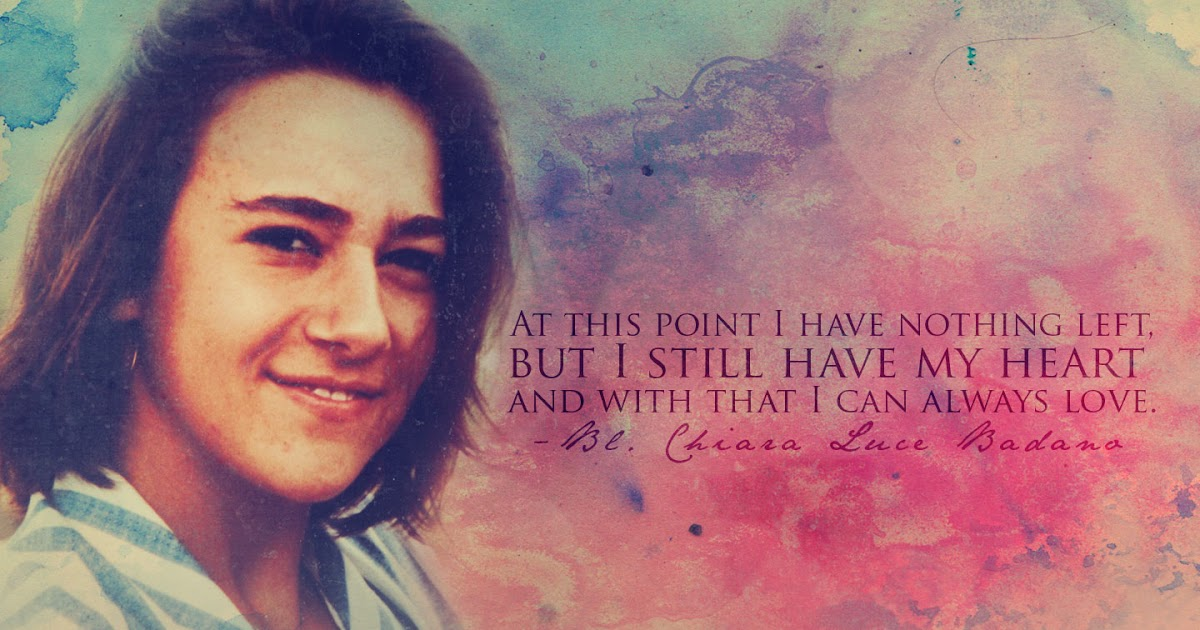 At this point I have nothing left,
but I still have my heart
and with that I can always love.
- Bl. Chiara Luce Badano